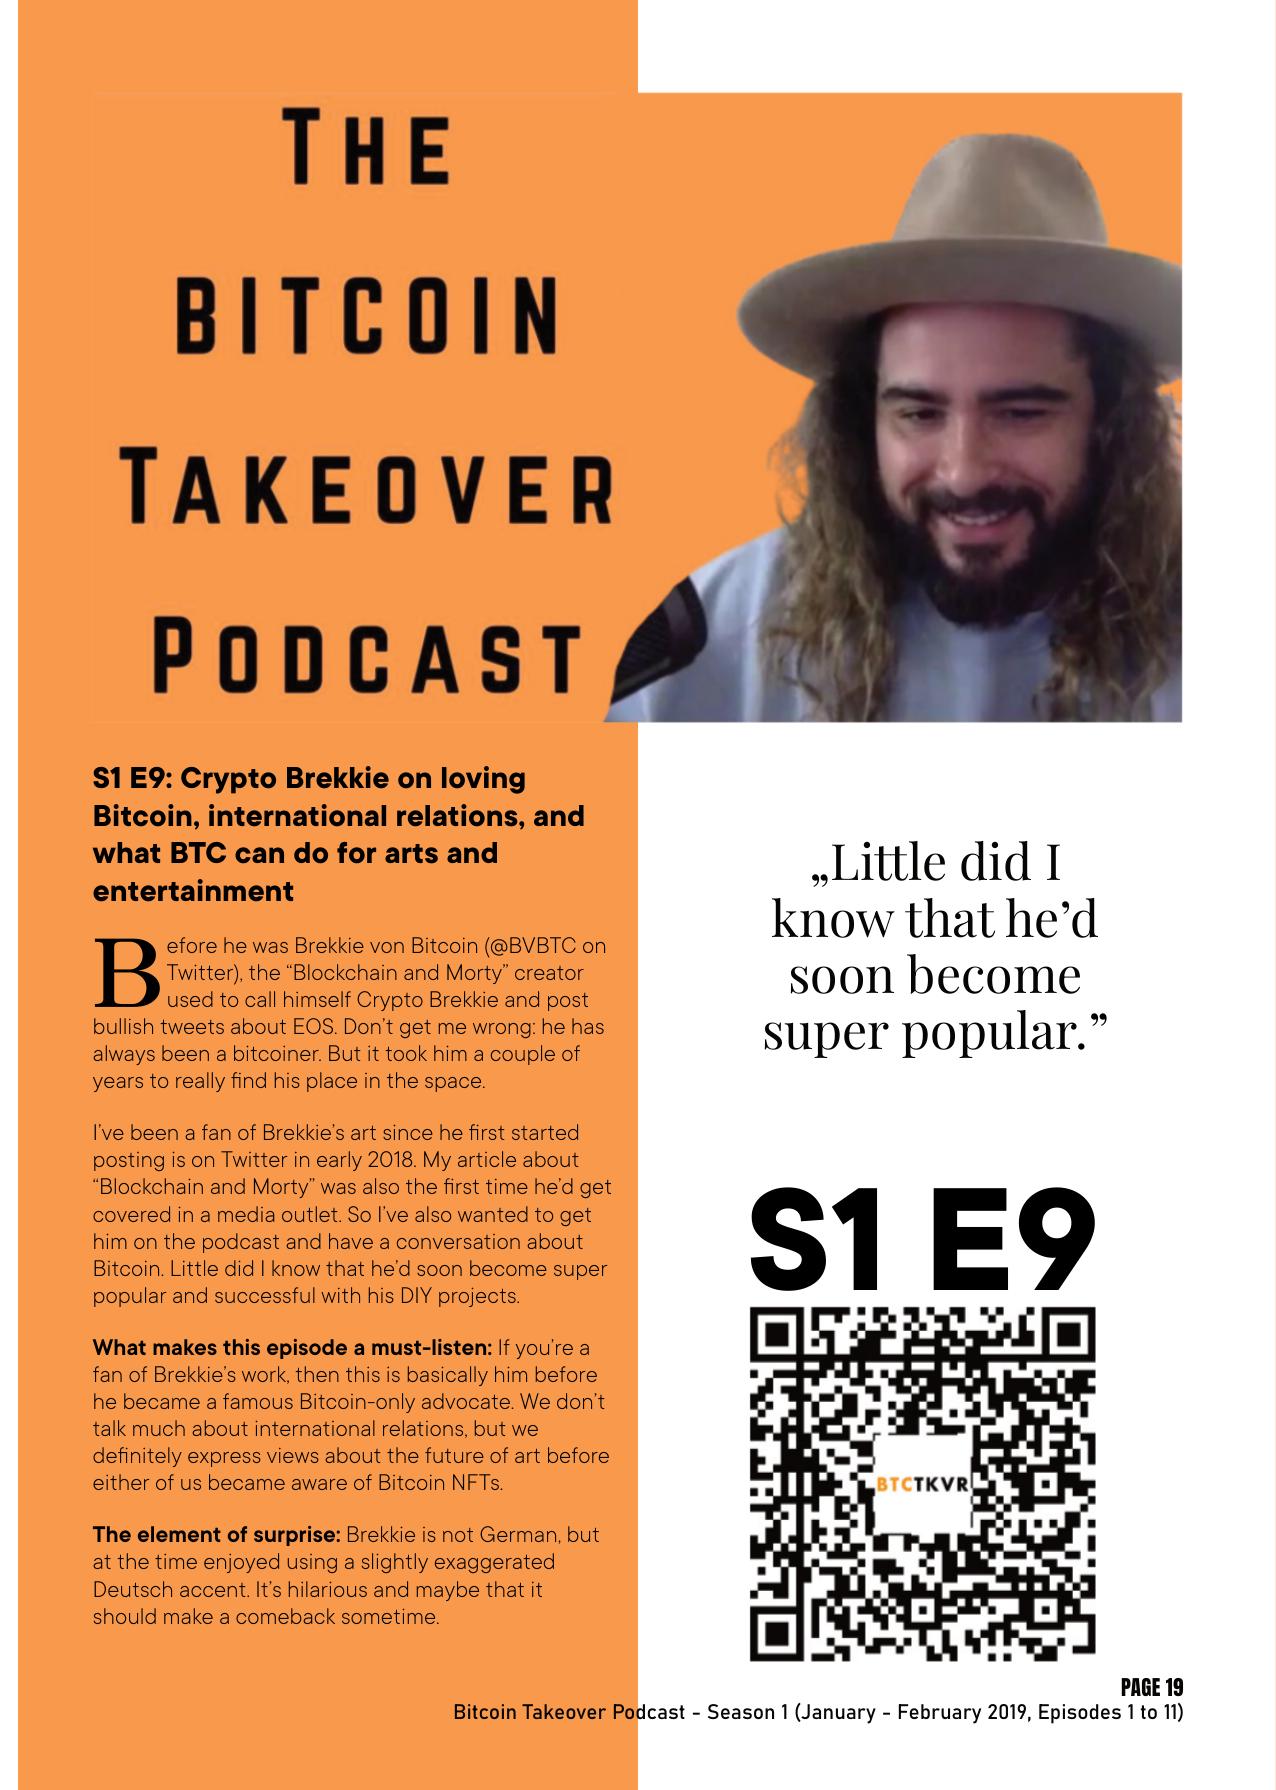 THE
BITCOIN
TAKEOVER
PODCAST
S1 E9: Crypto Brekkie on loving
Bitcoin, international relations, and
what BTC can do for arts and
entertainment
Before he was Brekkie von Bitcoin (@BVBTC on
Twitter), the “Blockchain and Morty” creator
used to call himself Crypto Brekkie and post
bullish tweets about EOS. Don’t get me wrong: he has
always been a bitcoiner. But it took him a couple of
years to really find his place in the space.
I’ve been a fan of Brekkie’s art since he first started
posting is on Twitter in early 2018. My article about
“Blockchain and Morty” was also the first time he’d get
covered in a media outlet. So I’ve also wanted to get
him on the podcast and have a conversation about
Bitcoin. Little did I know that he’d soon become super
popular and successful with his DIY projects.
What makes this episode a must-listen: If you’re a
fan of Brekkie’s work, then this is basically him before
he became a famous Bitcoin-only advocate. We don’t
talk much about international relations, but we
definitely express views about the future of art before
either of us became aware of Bitcoin NFTs.
The element of surprise: Brekkie is not German, but
at the time enjoyed using a slightly exaggerated
Deutsch accent. It’s hilarious and maybe that it
should make a comeback sometime.
„Little did I
know that he’d
soon become
super popular.”
S1 E9
BTCTKVR
PAGE 19
Bitcoin Takeover Podcast - Season 1 (January - February 2019, Episodes 1 to 11)